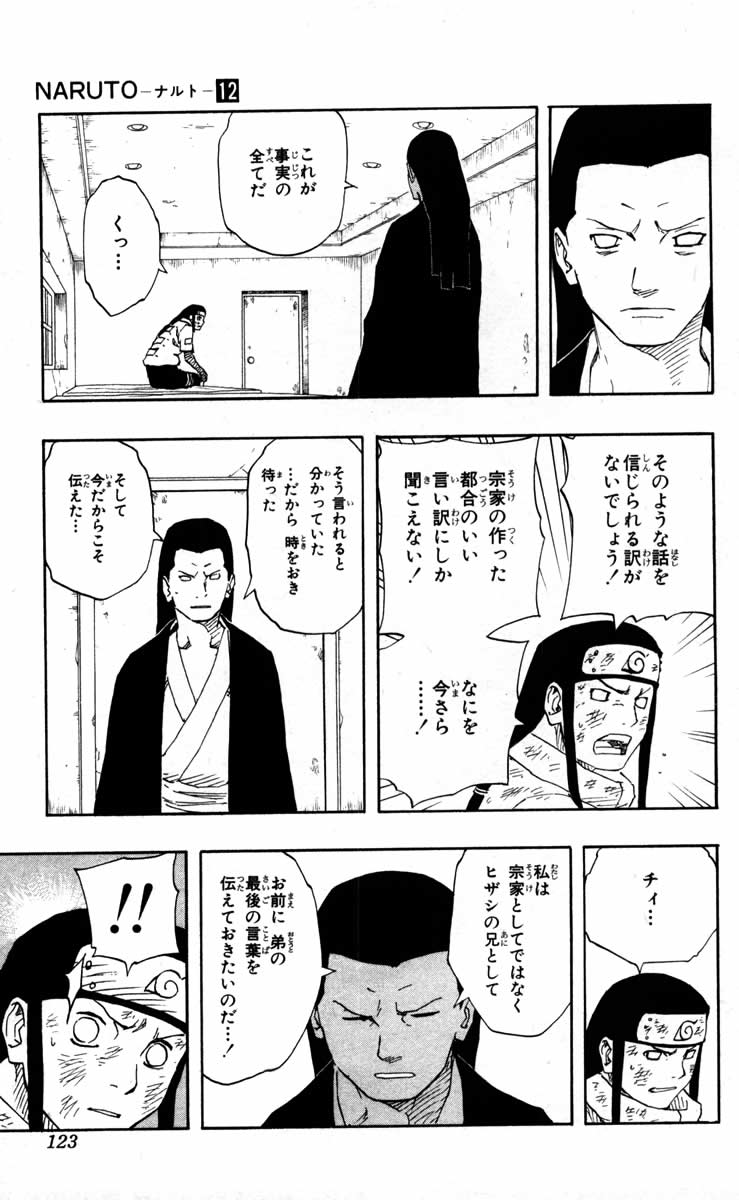 NARUTO—ナルト—12
これが
事実の
全てだ
くっ…
そのような話を
信じられる訳が
ないでしょう!
宗家の作った
都合のいい
言い訳にしか
聞こえない!
なにを
今さら
……!
そう言われると
分かっていた
…だから 時をおき
待った
そして
今だからこそ
伝えた…
チィ…
私は
宗家としてではなく
ヒザシの兄として
お前に 弟の
最後の言葉を
伝えておきたいのだ…!
!!
123